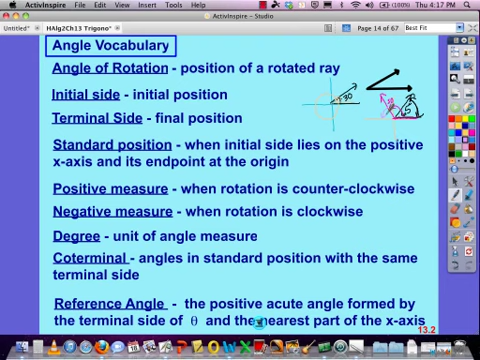 ActivInspire File Edit View Insert Tools Help
(100%) Thu 4:17 PM
ActivInspire - Studio
Untitled*
HAlg2Ch13 Trigono*
Page 14 of 67
Best Fit
Angle Vocabulary
Angle of Rotation - position of a rotated ray
Initial side - initial position
Terminal Side - final position
Standard position - when initial side lies on the positive
x-axis and its endpoint at the origin
Positive measure - when rotation is counter-clockwise
Negative measure - when rotation is clockwise
Degree - unit of angle measure
Coterminal - angles in standard position with the same
terminal side
Reference Angle - the positive acute angle formed by
the terminal side of θ and the nearest part of the x-axis
13.2
30